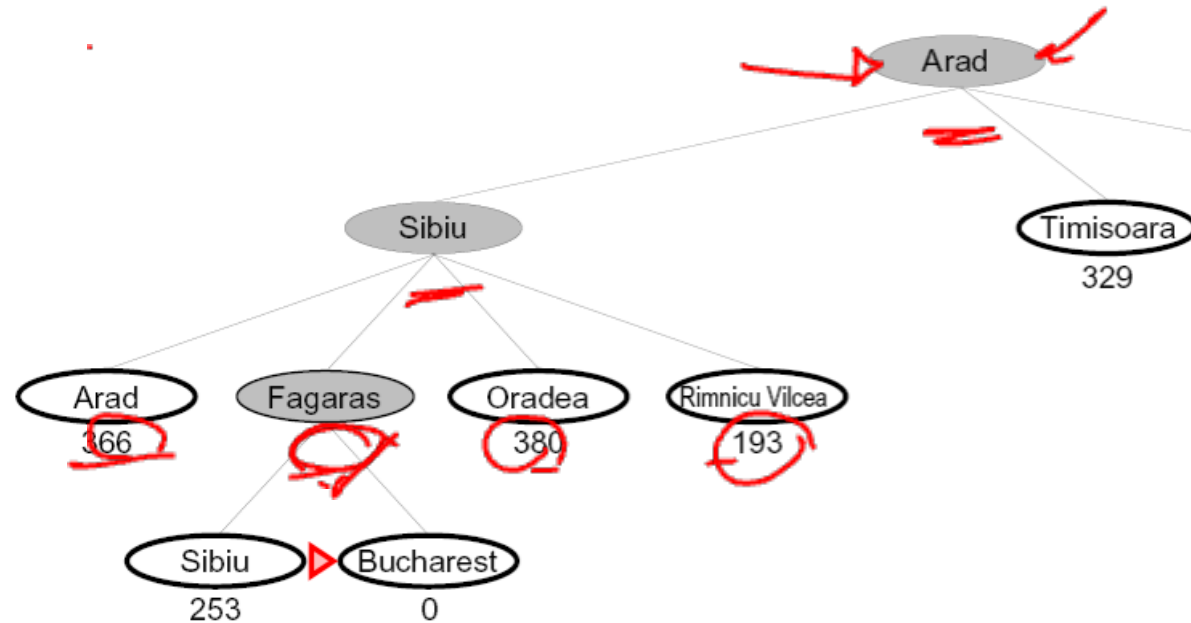 Arad
Sibiu
Timisoara
329
Arad
Fagaras
Oradea
Rimnicu Vilcea
366
380
193
Sibiu
Bucharest
253
0